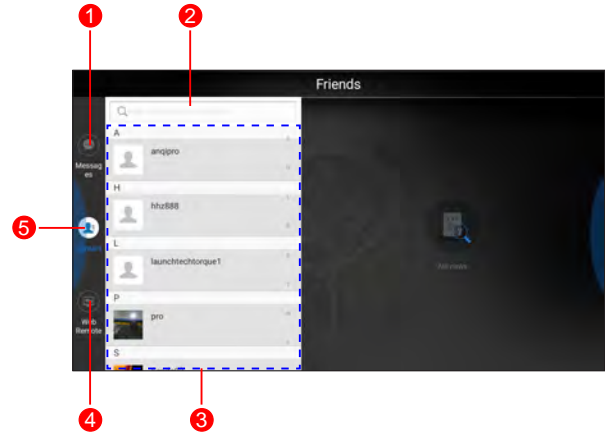 1
2
Friends
A
anqipro
Messag
es
H
hhz888
5
L
launchtechtorque1
P
pro
Web
Remote
S
4
3